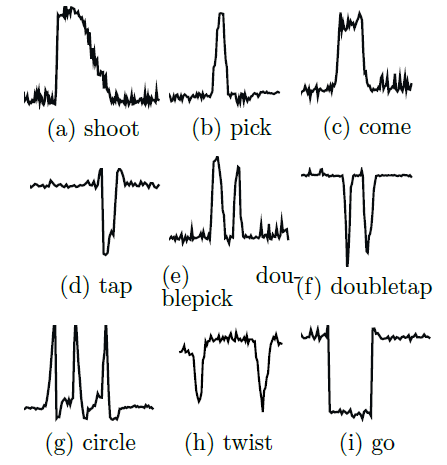 (a) shoot
(b) pick
(c) come
(d) tap
(e) dou-
blepick
(f) doubletap
(g) circle
(h) twist
(i) go